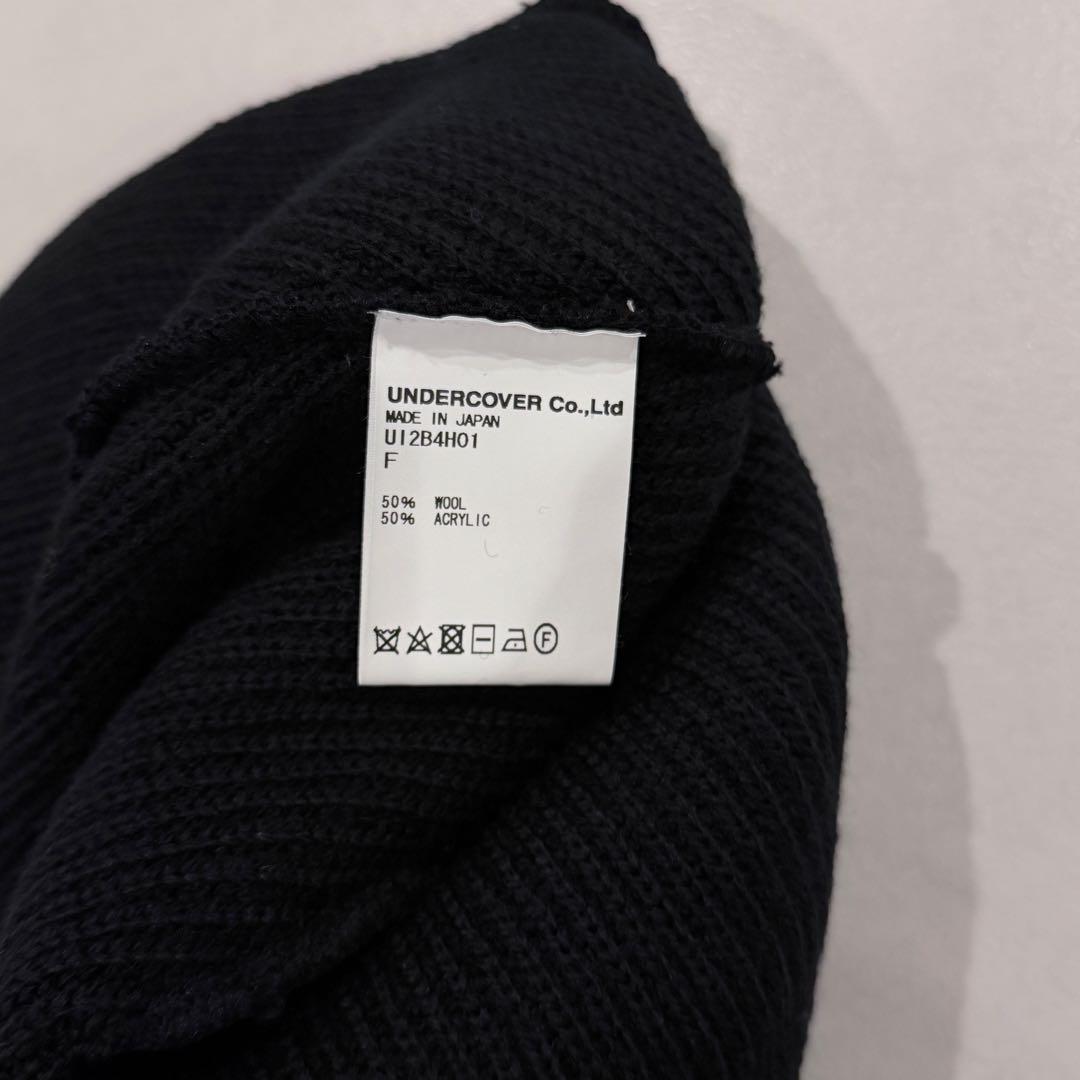 UNDERCOVER Co.,Ltd
MADE IN JAPAN
UI2B4H01
F
50% WOOL
50% ACRYLIC
F